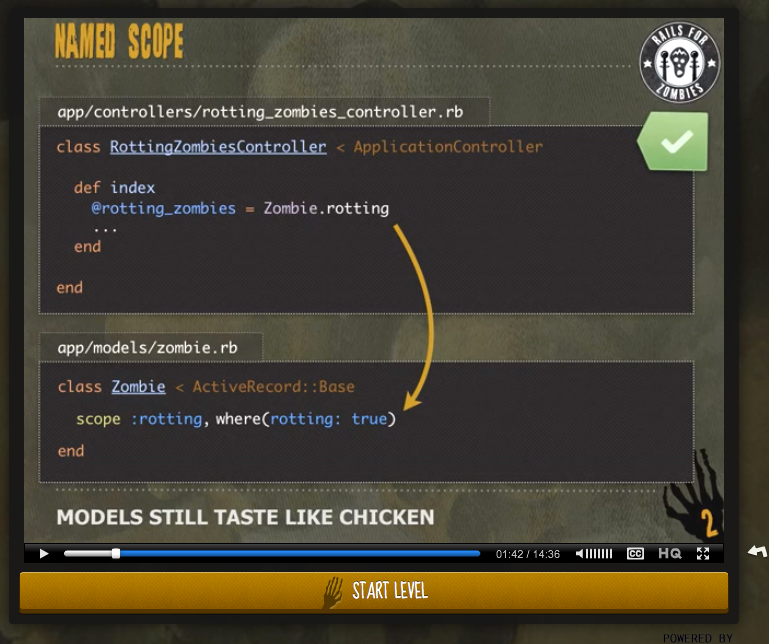 NAMED SCOPE
RAILS FOR
ZOMBIES
app/controllers/rotting_zombies_controller.rb
class RottingZombiesController < ApplicationController
def index
@rotting_zombies = Zombie.rotting
...
end
end
app/models/zombie.rb
class Zombie < ActiveRecord::Base
scope :rotting, where(rotting: true)
end
MODELS STILL TASTE LIKE CHICKEN
2
01:42 / 14:36
CC
HQ
START LEVEL
POWERED BY